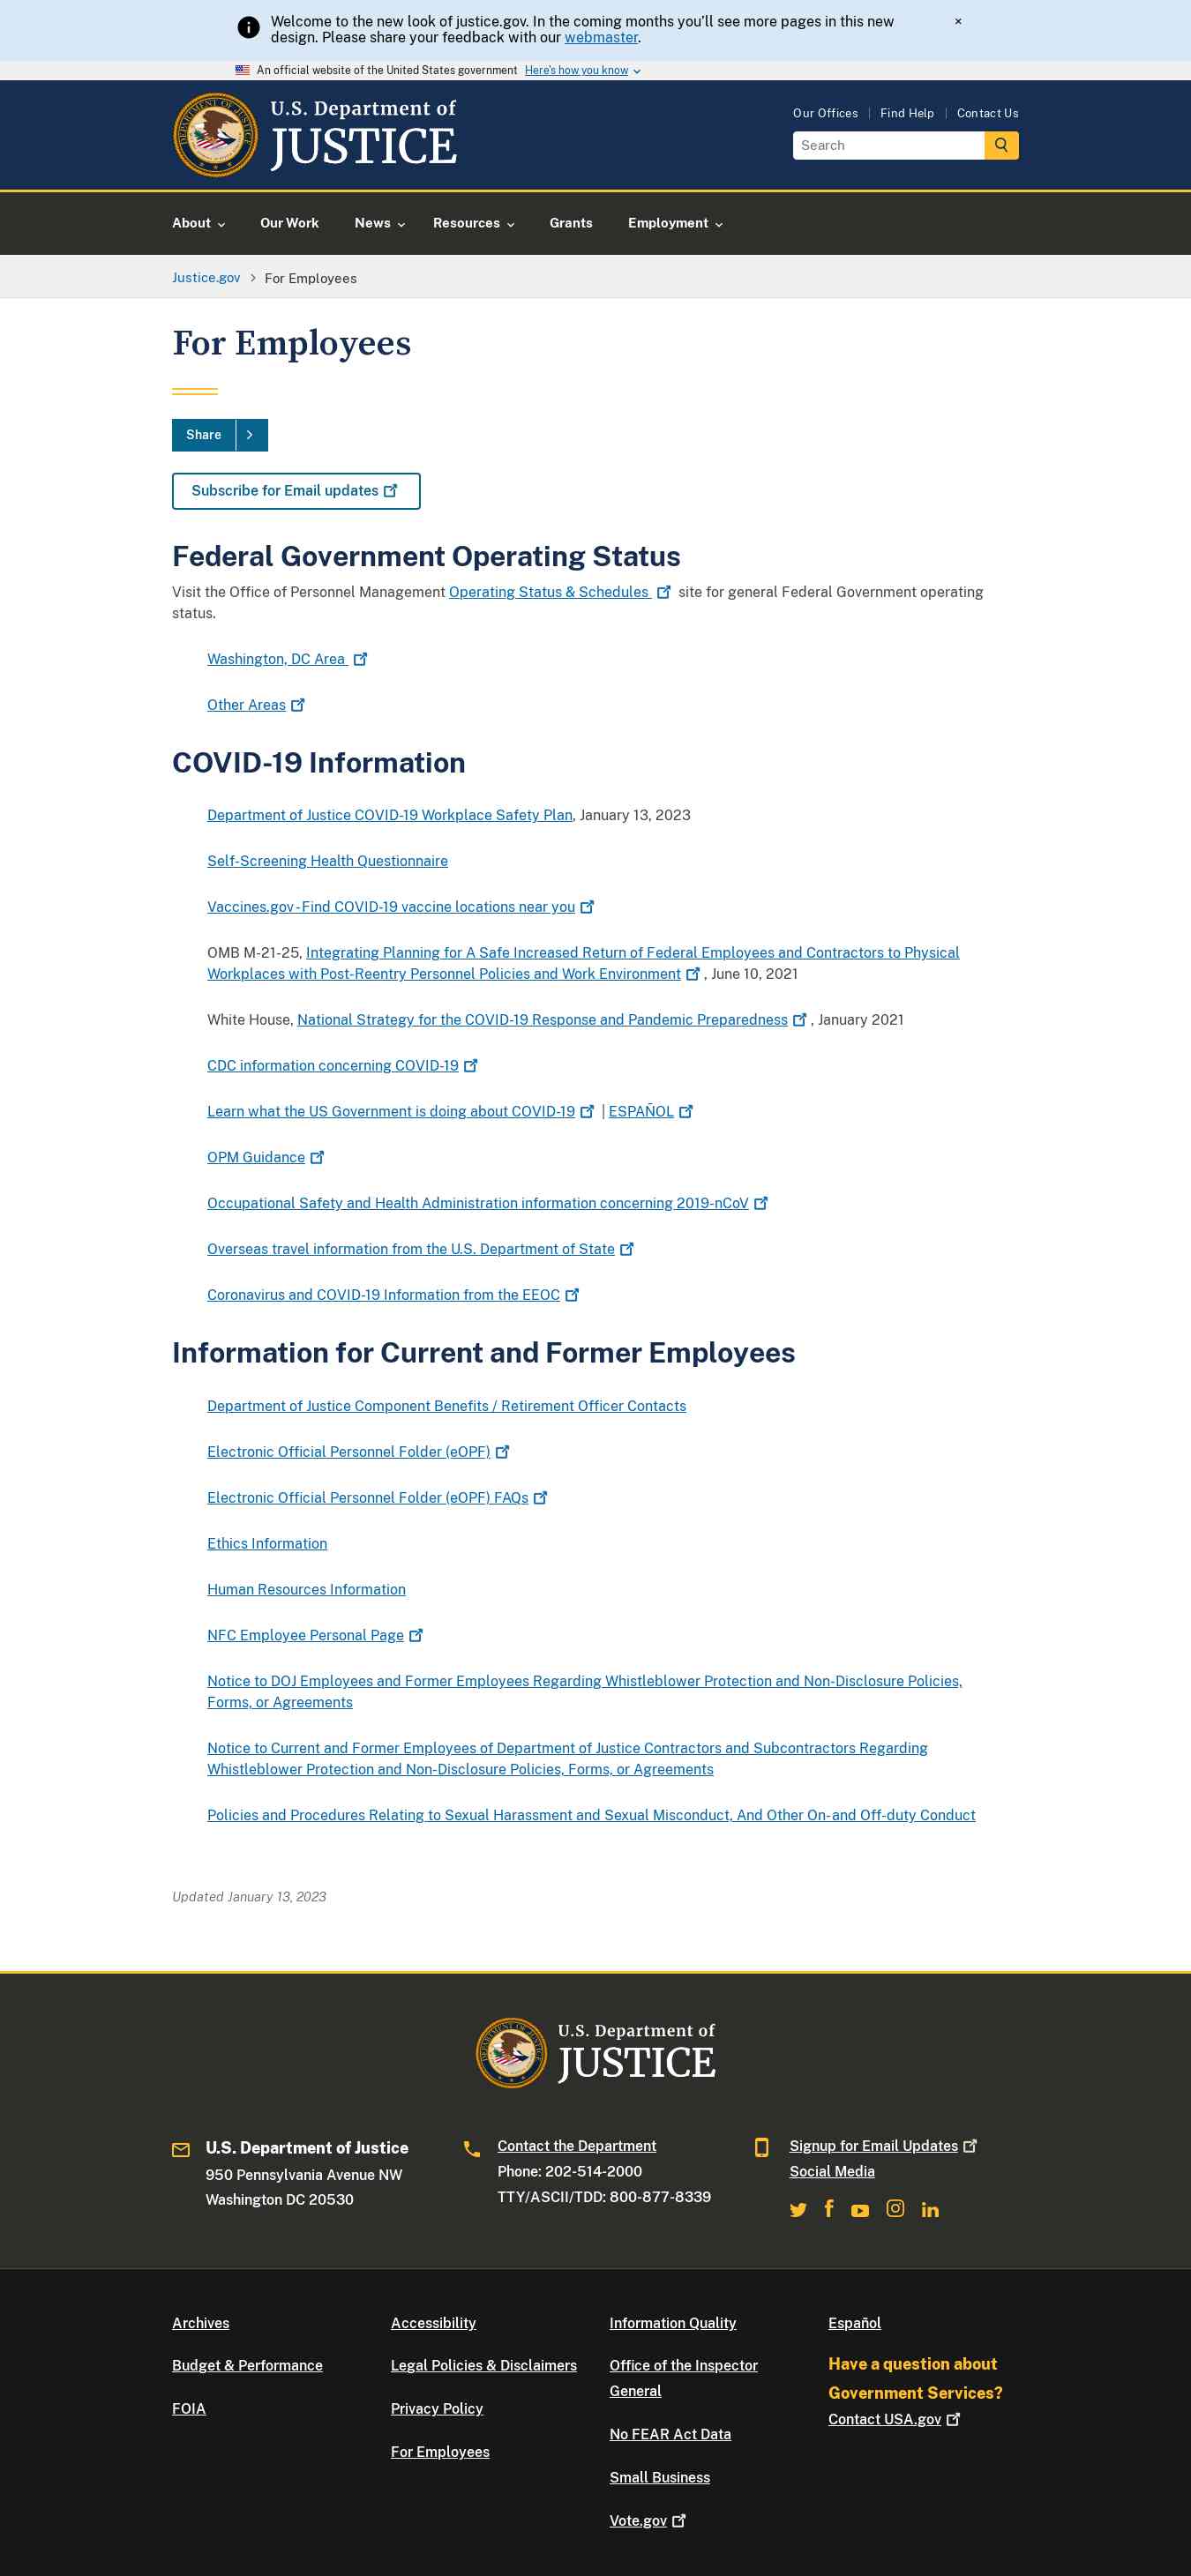 Welcome to the new look of justice.gov. In the coming months you'll see more pages in this new
design. Please share your feedback with our webmaster.
×
An official website of the United States government Here's how you know
U.S. Department of
JUSTICE
Our Offices
Find Help
Contact Us
Search
About
Our Work
News
Resources
Grants
Employment
Justice.gov
For Employees
For Employees
Share
Subscribe for Email updates
Federal Government Operating Status
Visit the Office of Personnel Management Operating Status & Schedules site for general Federal Government operating
status.
Washington, DC Area
Other Areas
COVID-19 Information
Department of Justice COVID-19 Workplace Safety Plan, January 13, 2023
Self-Screening Health Questionnaire
Vaccines.gov - Find COVID-19 vaccine locations near you
OMB M-21-25, Integrating Planning for A Safe Increased Return of Federal Employees and Contractors to Physical
Workplaces with Post-Reentry Personnel Policies and Work Environment , June 10, 2021
White House, National Strategy for the COVID-19 Response and Pandemic Preparedness , January 2021
CDC information concerning COVID-19
Learn what the US Government is doing about COVID-19 | ESPAÑOL
OPM Guidance
Occupational Safety and Health Administration information concerning 2019-nCoV
Overseas travel information from the U.S. Department of State
Coronavirus and COVID-19 Information from the EEOC
Information for Current and Former Employees
Department of Justice Component Benefits / Retirement Officer Contacts
Electronic Official Personnel Folder (eOPF)
Electronic Official Personnel Folder (eOPF) FAQs
Ethics Information
Human Resources Information
NFC Employee Personal Page
Notice to DOJ Employees and Former Employees Regarding Whistleblower Protection and Non-Disclosure Policies,
Forms, or Agreements
Notice to Current and Former Employees of Department of Justice Contractors and Subcontractors Regarding
Whistleblower Protection and Non-Disclosure Policies, Forms, or Agreements
Policies and Procedures Relating to Sexual Harassment and Sexual Misconduct, And Other On- and Off-duty Conduct
Updated January 13, 2023
U.S. Department of
JUSTICE
U.S. Department of Justice
950 Pennsylvania Avenue NW
Washington DC 20530
Contact the Department
Phone: 202-514-2000
TTY/ASCII/TDD: 800-877-8339
Signup for Email Updates
Social Media
Archives
Budget & Performance
FOIA
Accessibility
Legal Policies & Disclaimers
Privacy Policy
For Employees
Information Quality
Office of the Inspector
General
No FEAR Act Data
Small Business
Vote.gov
Español
Have a question about
Government Services?
Contact USA.gov